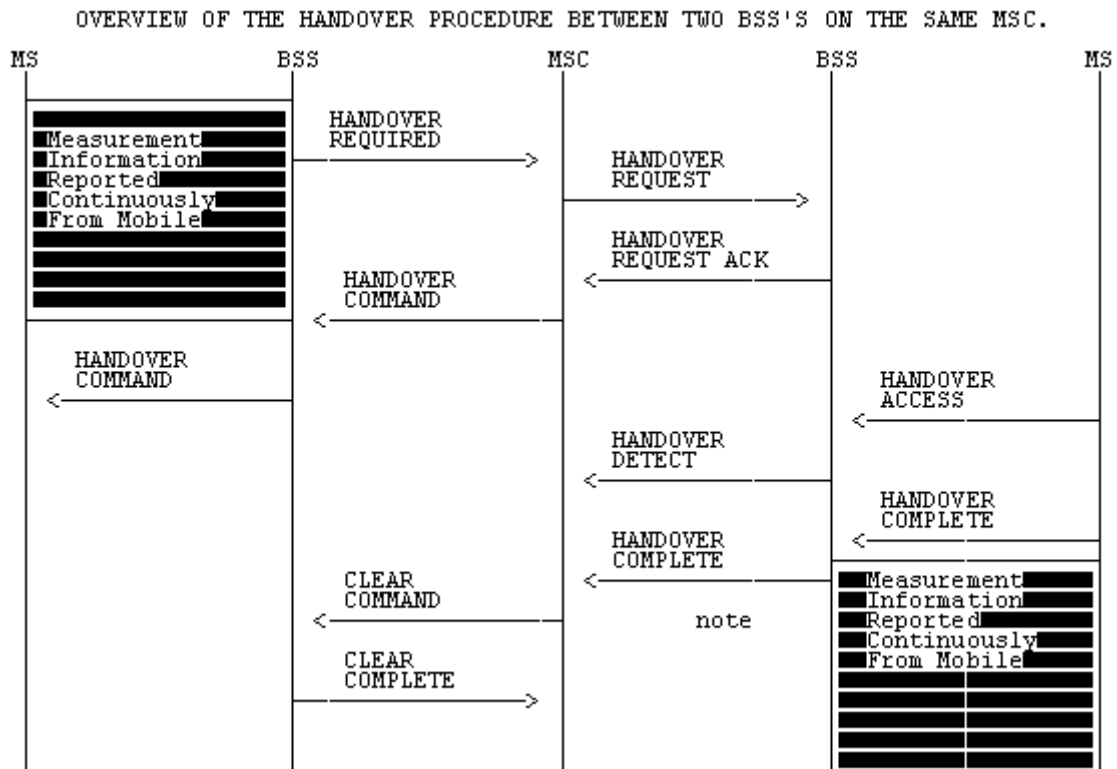 OVERVIEW OF THE HANDOVER PROCEDURE BETWEEN TWO BSS'S ON THE SAME MSC.
MS BSS MSC BSS MS
Measurement
Information
Reported
Continuously
From Mobile
HANDOVER
REQUIRED
HANDOVER
REQUEST
HANDOVER
REQUEST ACK
HANDOVER
COMMAND
HANDOVER
COMMAND
HANDOVER
ACCESS
HANDOVER
DETECT
HANDOVER
COMPLETE
HANDOVER
COMPLETE
CLEAR
COMMAND
note
Measurement
Information
Reported
Continuously
From Mobile
CLEAR
COMPLETE